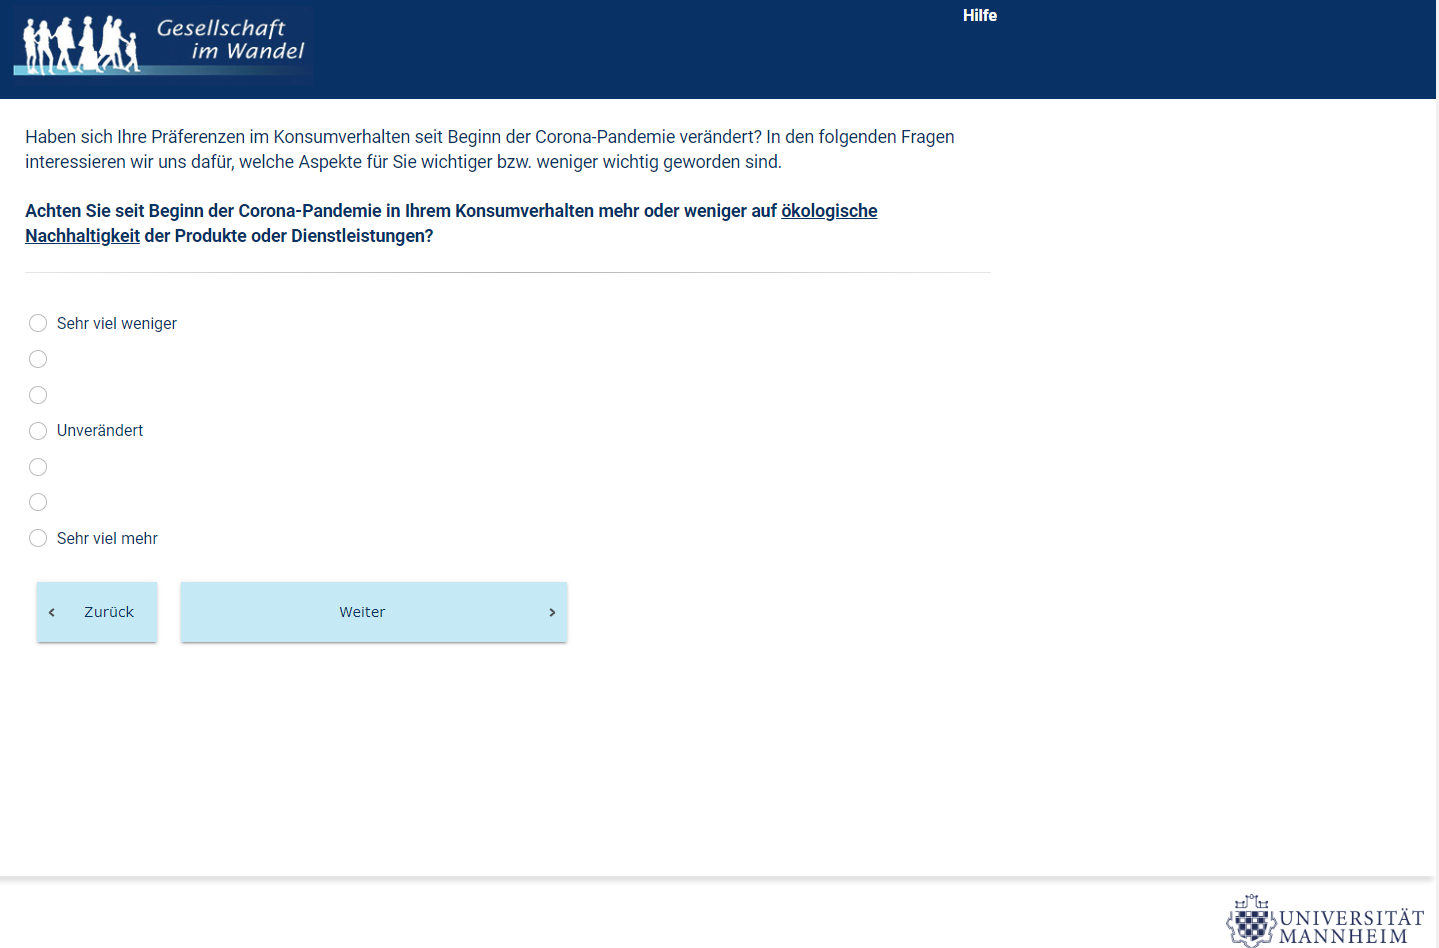 Gesellschaft
im Wandel
Hilfe
Haben sich Ihre Präferenzen im Konsumverhalten seit Beginn der Corona-Pandemie verändert? In den folgenden Fragen
interessieren wir uns dafür, welche Aspekte für Sie wichtiger bzw. weniger wichtig geworden sind.
Achten Sie seit Beginn der Corona-Pandemie in Ihrem Konsumverhalten mehr oder weniger auf ökologische
Nachhaltigkeit der Produkte oder Dienstleistungen?
Sehr viel weniger
Unverändert
Sehr viel mehr
Zurück
Weiter
UNIVERSITÄT
MANNHEIM